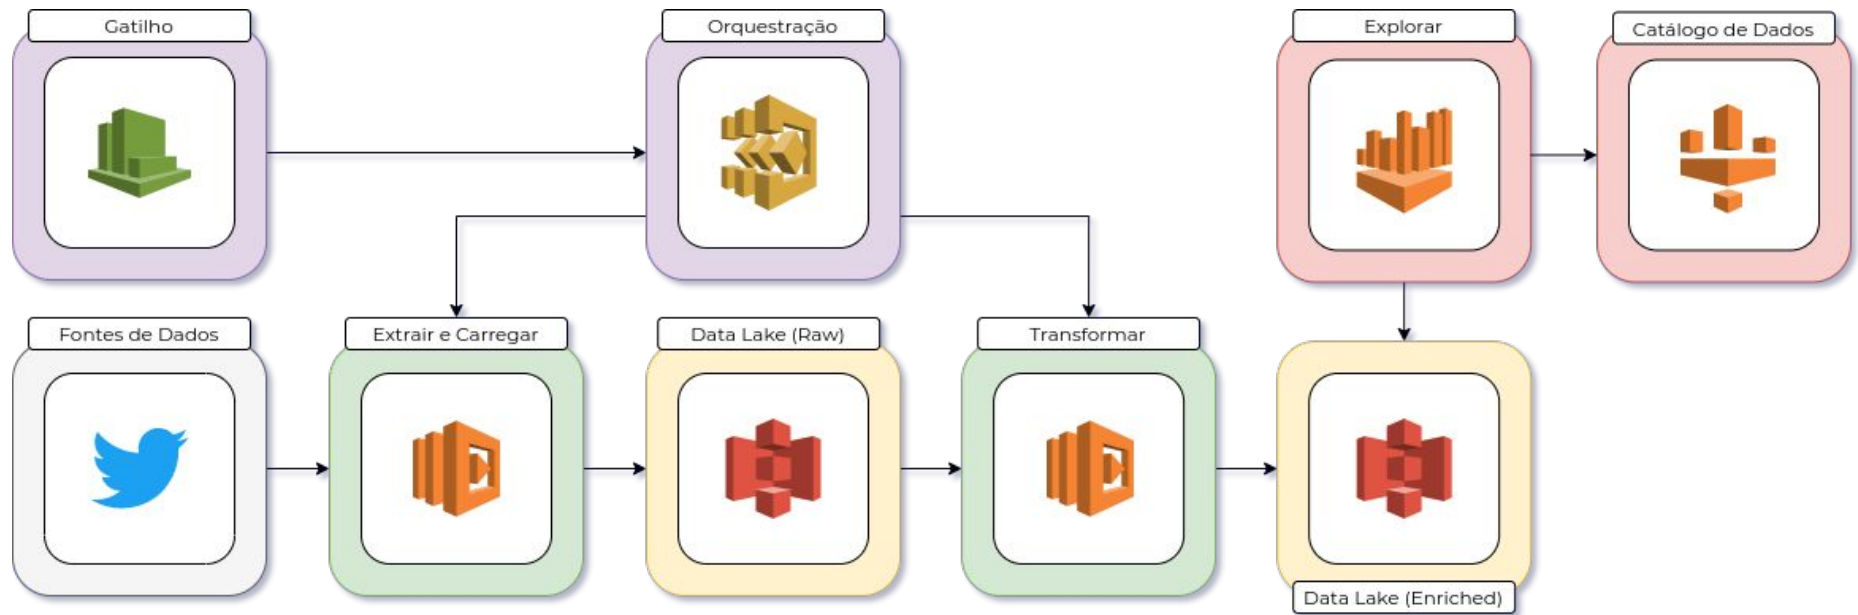 Gatilho
Orquestração
Explorar
Catálogo de Dados
Fontes de Dados
Extrair e Carregar
Data Lake (Raw)
Transformar
Data Lake (Enriched)